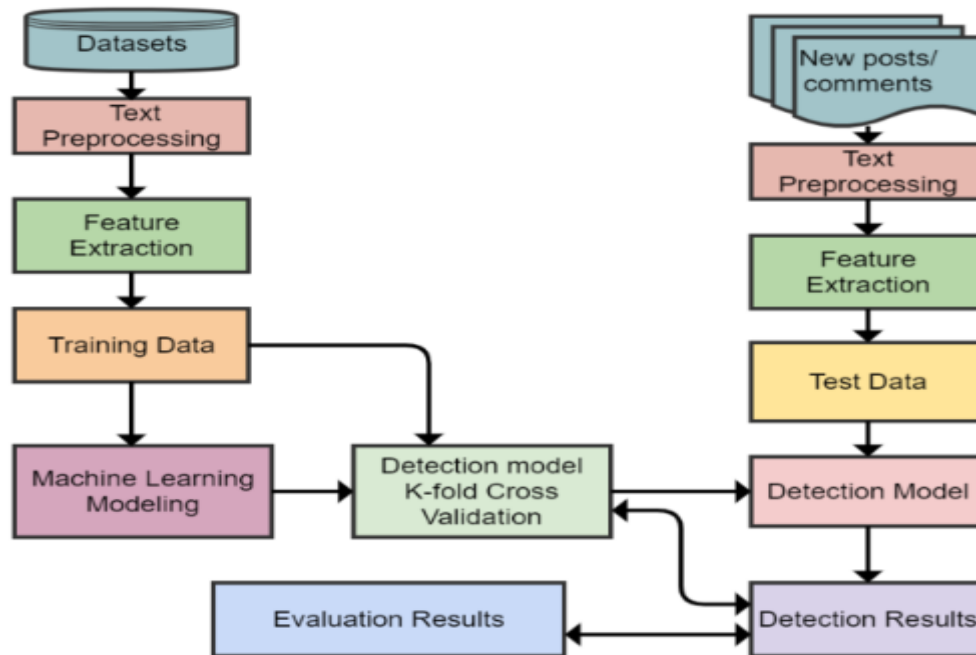 Datasets
Text
Preprocessing
Feature
Extraction
Training Data
Machine Learning
Modeling
Detection model
K-fold Cross
Validation
New posts/
comments
Text
Preprocessing
Feature
Extraction
Test Data
Detection Model
Detection Results
Evaluation Results